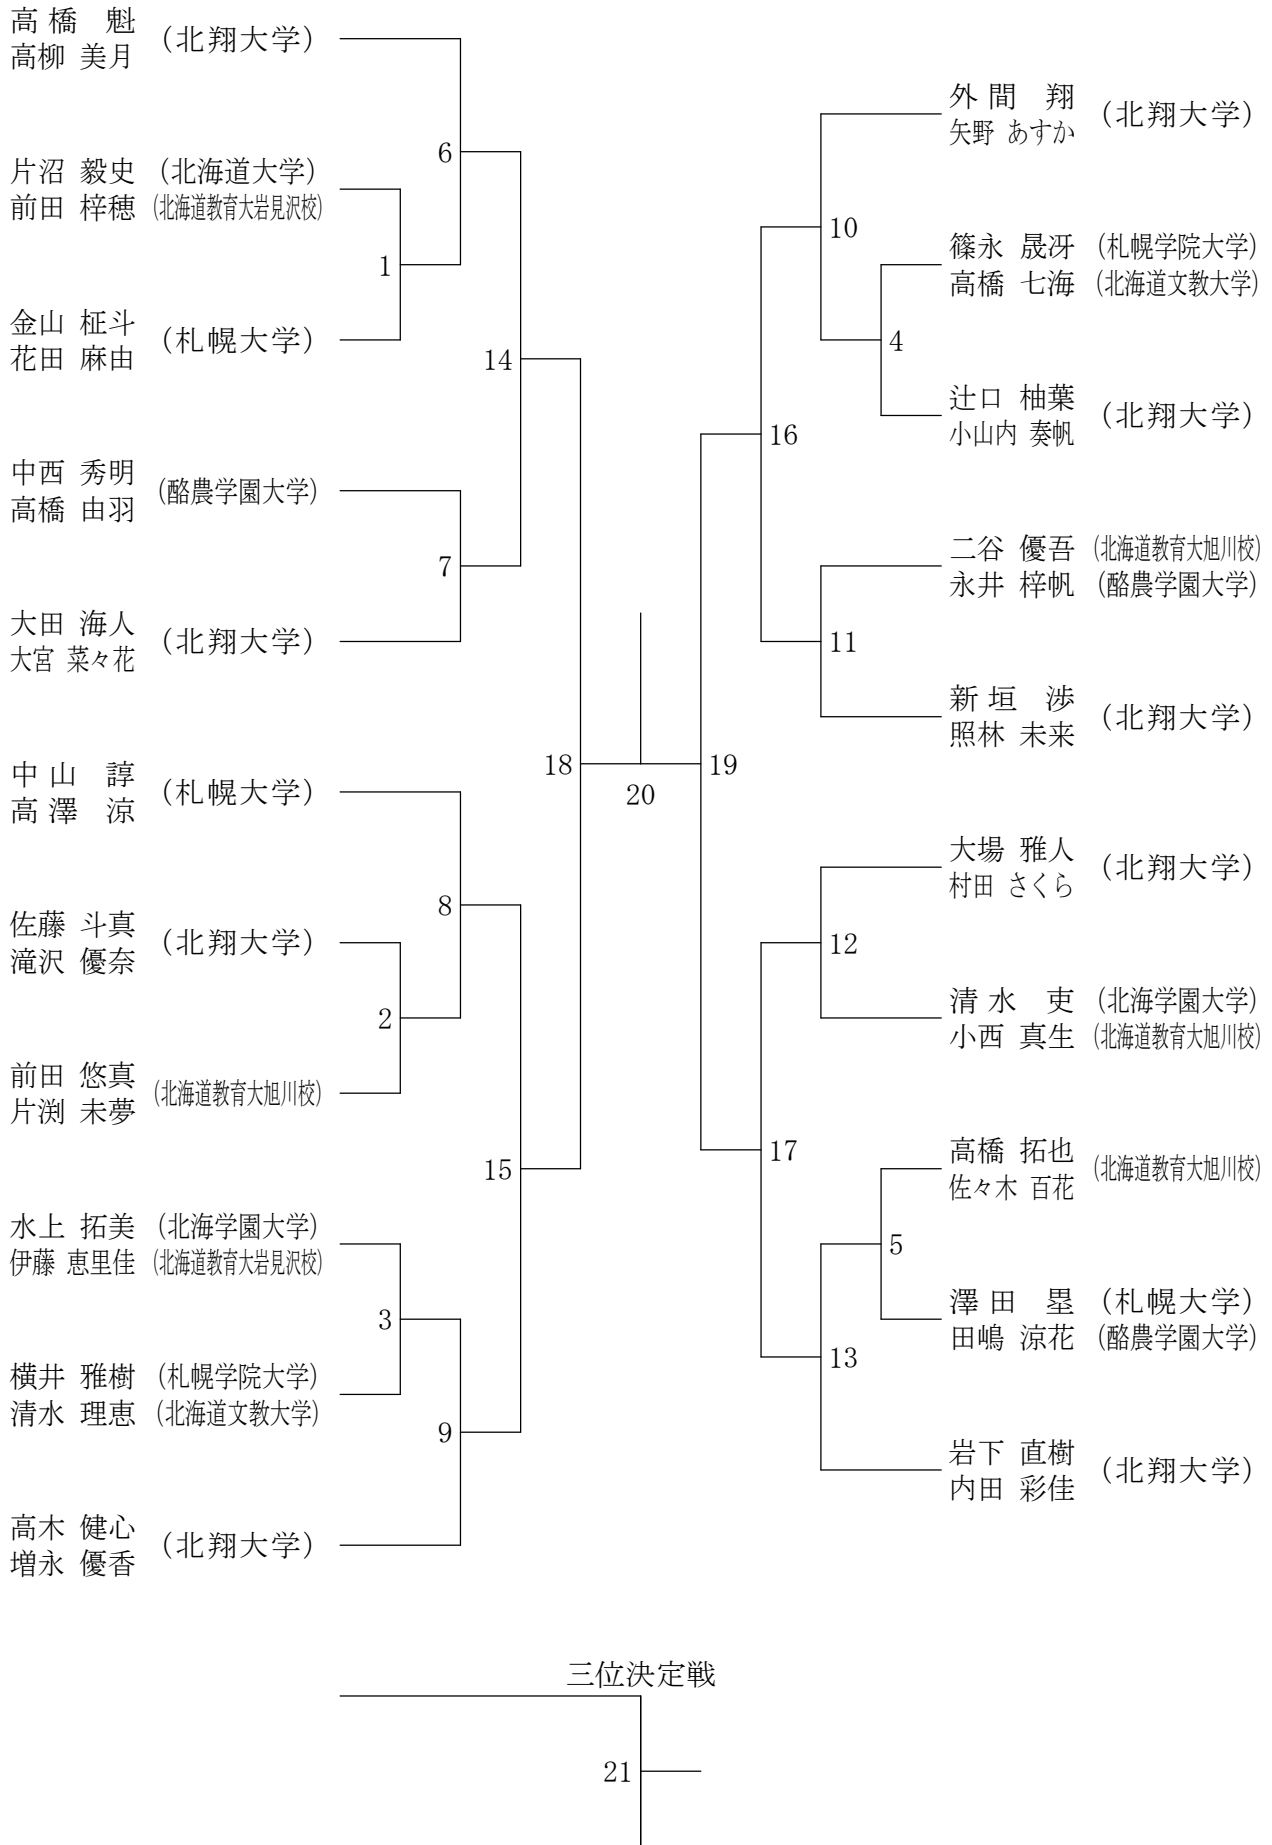 高橋 魁 (北翔大学)
高柳 美月
片沼 毅史 (北海道大学)
前田 梓穂 (北海道教育大岩見沢校)
金山 柾斗 (札幌大学)
花田 麻由
中西 秀明 (酪農学園大学)
高橋 由羽
大田 海人 (北翔大学)
大宮 菜々花
中山 諄 (札幌大学)
高澤 涼
佐藤 斗真 (北翔大学)
滝沢 優奈
前田 悠真 (北海道教育大旭川校)
片渕 未夢
水上 拓美 (北海学園大学)
伊藤 恵里佳 (北海道教育大岩見沢校)
横井 雅樹 (札幌学院大学)
清水 理恵 (北海道文教大学)
高木 健心 (北翔大学)
増永 優香
6
1
14
7
18
8
2
15
3
9
20
外間 翔 (北翔大学)
矢野 あすか
篠永 晟冴 (札幌学院大学)
高橋 七海 (北海道文教大学)
辻口 柚葉 (北翔大学)
小山内 奏帆
二谷 優吾 (北海道教育大旭川校)
永井 梓帆 (酪農学園大学)
新垣 渉 (北翔大学)
照林 未来
大場 雅人 (北翔大学)
村田 さくら
清水 吏 (北海学園大学)
小西 真生 (北海道教育大旭川校)
高橋 拓也 (北海道教育大旭川校)
佐々木 百花
澤田 塁 (札幌大学)
田嶋 涼花 (酪農学園大学)
岩下 直樹 (北翔大学)
内田 彩佳
10
4
16
11
19
12
17
5
13
三位決定戦
21